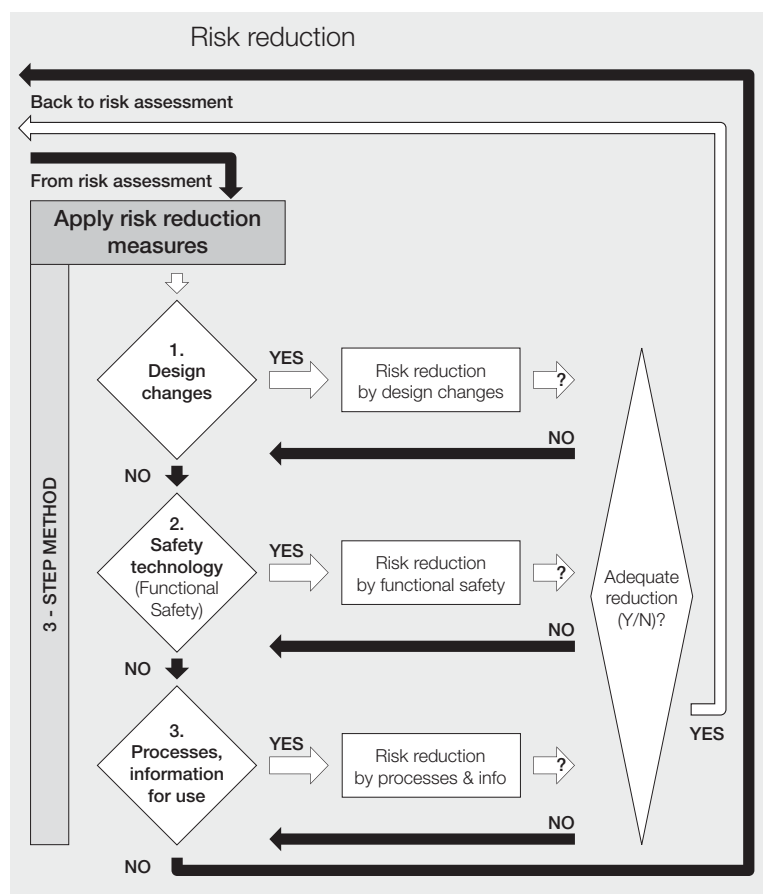 Risk reduction
Back to risk assessment
From risk assessment
Apply risk reduction
measures
3 - STEP METHOD
1.
Design
changes
YES
Risk reduction
by design changes
?
NO
NO
2.
Safety
technology
(Functional
Safety)
YES
Risk reduction
by functional safety
?
Adequate
reduction
(Y/N)?
NO
NO
3.
Processes,
information
for use
YES
Risk reduction
by processes & info
?
YES
NO
NO